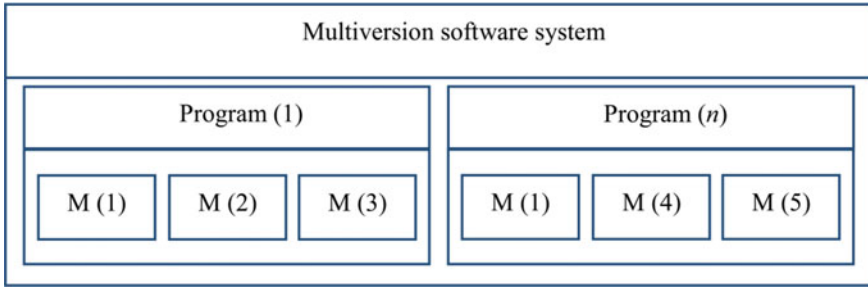 Multiversion software system
Program (1)
Program (n)
M (1)
M (2)
M (3)
M (1)
M (4)
M (5)